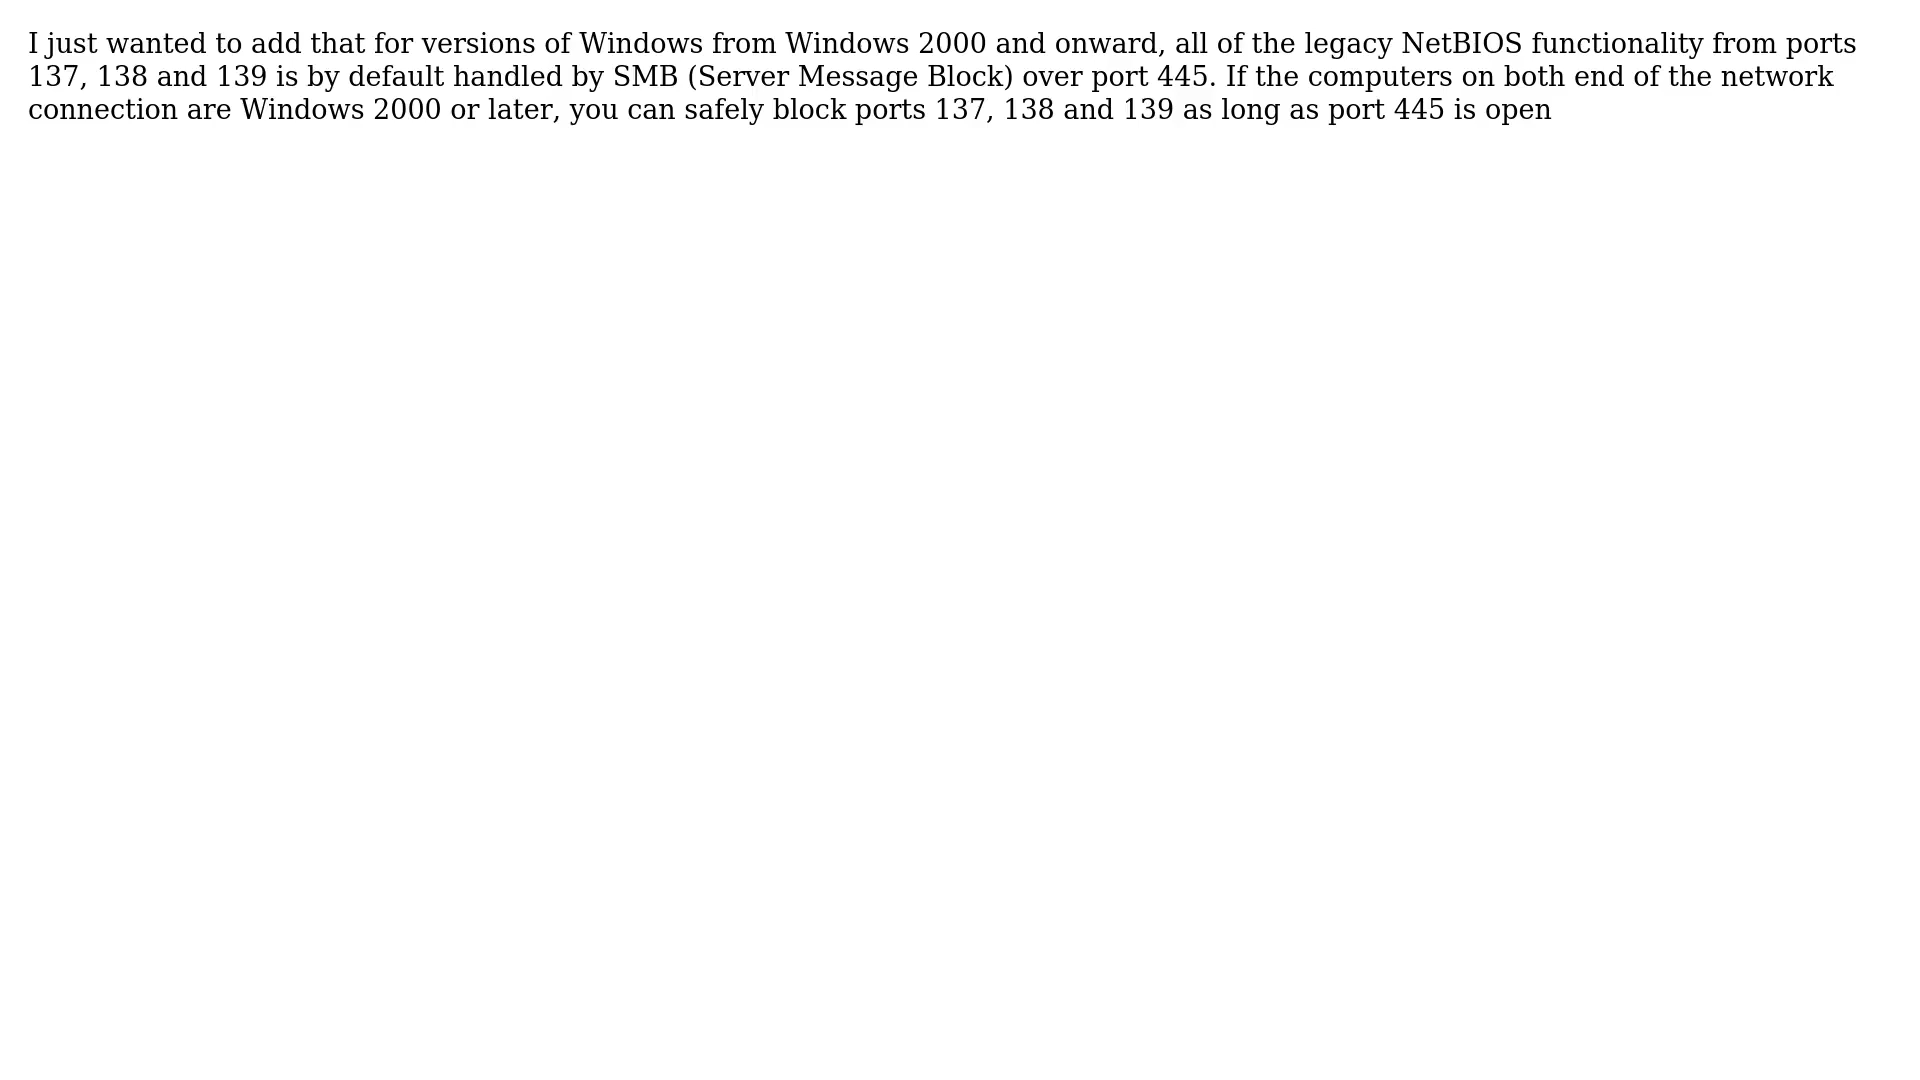 I just wanted to add that for versions of Windows from Windows 2000 and onward, all of the legacy NetBIOS functionality from ports
137, 138 and 139 is by default handled by SMB (Server Message Block) over port 445. If the computers on both end of the network
connection are Windows 2000 or later, you can safely block ports 137, 138 and 139 as long as port 445 is open